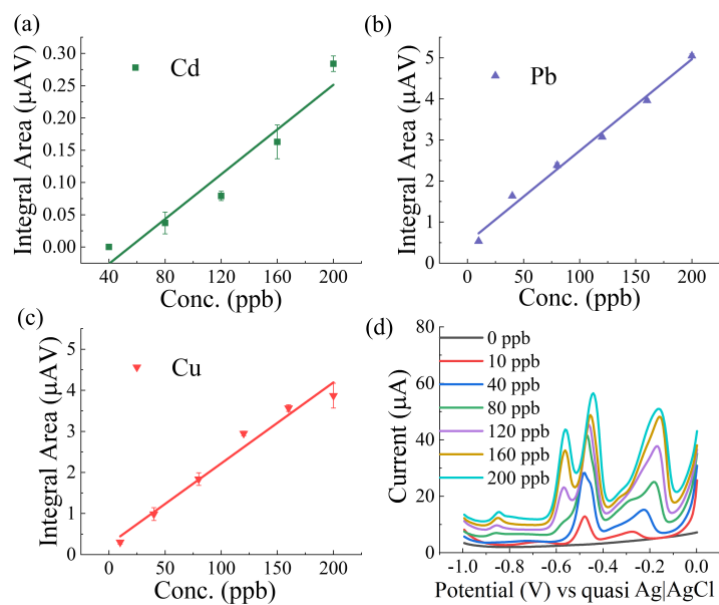 (a)
Cd
Integral Area (μAV)
0.30
0.25
0.20
0.15
0.10
0.05
0.00
40 80 120 160 200
Conc. (ppb)
(b)
Pb
Integral Area (μAV)
5
4
3
2
1
0
0 50 100 150 200
Conc. (ppb)
(c)
Cu
Integral Area (μAV)
5
4
3
2
1
0
0 50 100 150 200
Conc. (ppb)
(d)
0 ppb
10 ppb
40 ppb
80 ppb
120 ppb
160 ppb
200 ppb
Current (μA)
80
60
40
20
0
-1.0 -0.8 -0.6 -0.4 -0.2 0.0
Potential (V) vs quasi Ag|AgCl